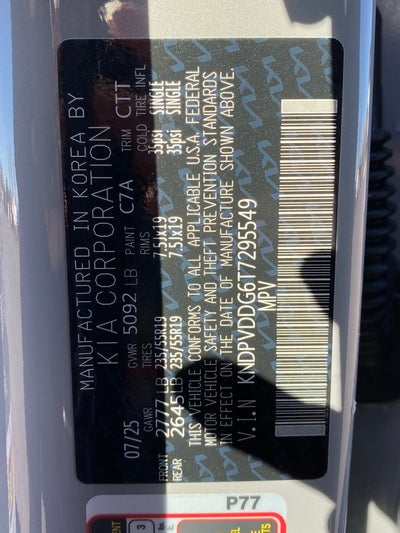 MANUFACTURED IN KOREA BY
KIA CORPORATION
07/25 GVWR 5092 LB PAINT C7A TRIM CTT
GAWR TIRES RIMS COLD TIRE INFL
FRONT 2777 LB 235/55R19 7.5Jx19 35psi SINGLE
REAR 2645 LB 235/55R19 7.5Jx19 35psi SINGLE
THIS VEHICLE CONFORMS TO ALL APPLICABLE U.S.A. FEDERAL
MOTOR VEHICLE SAFETY AND THEFT PREVENTION STANDARDS
IN EFFECT ON THE DATE OF MANUFACTURE SHOWN ABOVE.
V.I.N KNDPVDDG6T7295549
MPV
P77